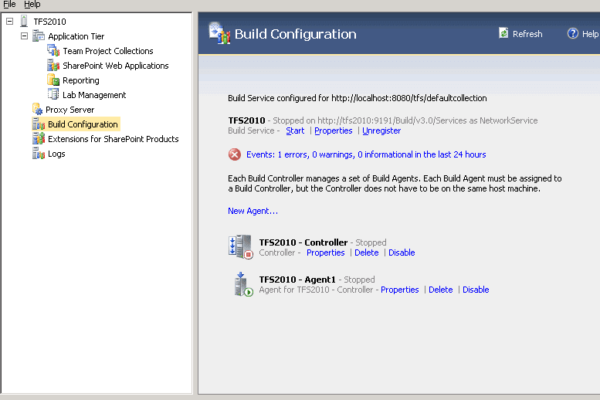 File Help
TFS2010
Application Tier
Team Project Collections
SharePoint Web Applications
Reporting
Lab Management
Proxy Server
Build Configuration
Extensions for SharePoint Products
Logs
Build Configuration
Refresh
Help
Build Service configured for http://localhost:8080/tfs/defaultcollection
TFS2010 - Stopped on http://tfs2010:9191/Build/v3.0/Services as NetworkService
Build Service - Start | Properties | Unregister
Events: 1 errors, 0 warnings, 0 informational in the last 24 hours
Each Build Controller manages a set of Build Agents. Each Build Agent must be assigned to
a Build Controller, but the Controller does not have to be on the same host machine.
New Agent...
TFS2010 - Controller - Stopped
Controller - Properties | Delete | Disable
TFS2010 - Agent1 - Stopped
Agent for TFS2010 - Controller - Properties | Delete | Disable